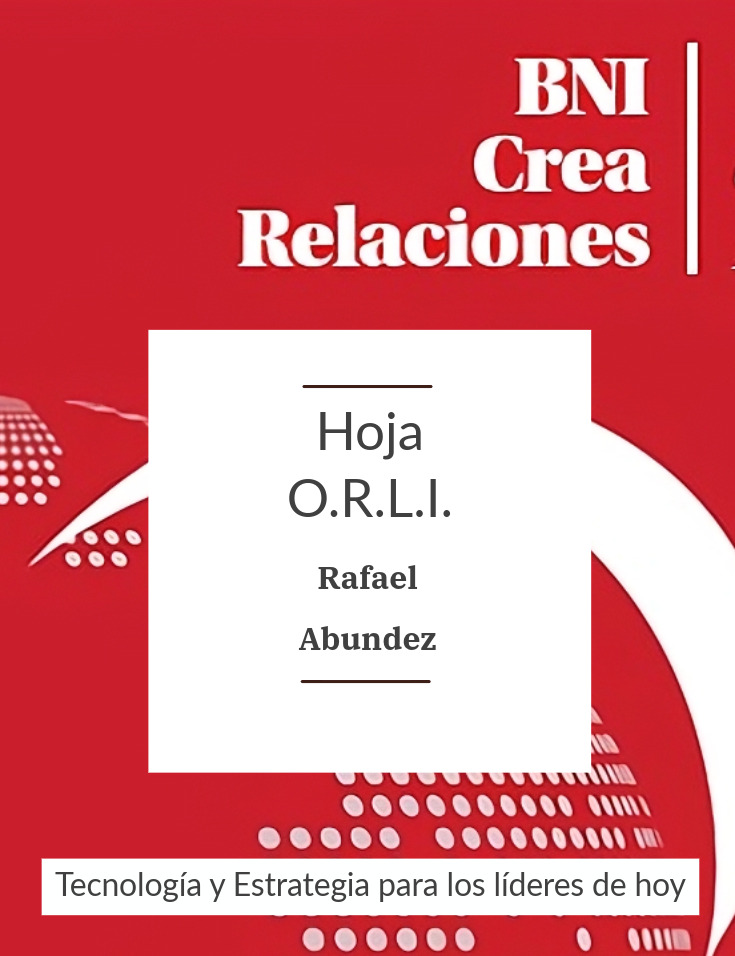 BNI
Crea
Relaciones
Hoja
O.R.L.I.
Rafael
Abundez
Tecnología y Estrategia para los líderes de hoy